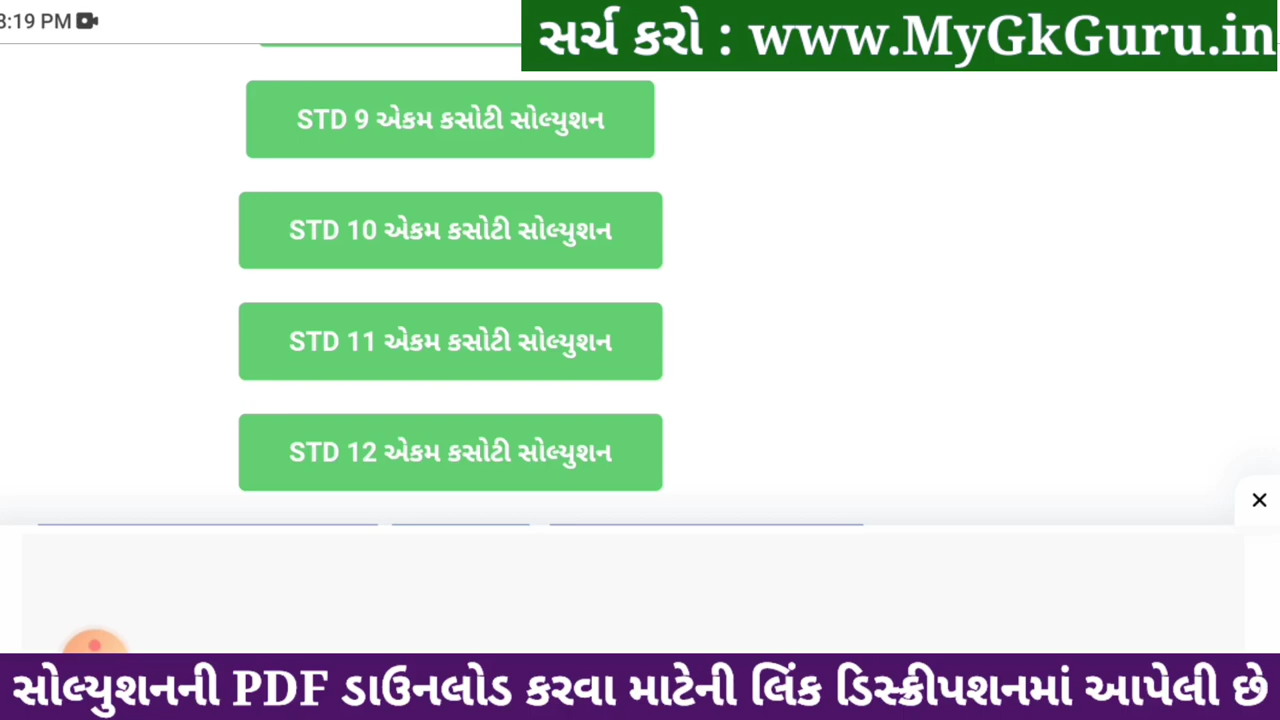 સર્ચ કરો : www.MyGkGuru.in
:19 PM
STD 9 એકમ કસોટી સોલ્યુશન
STD 10 એકમ કસોટી સોલ્યુશન
STD 11 એકમ કસોટી સોલ્યુશન
STD 12 એકમ કસોટી સોલ્યુશન
સોલ્યુશનની PDF ડાઉનલોડ કરવા માટેની લિંક ડિસ્ક્રીપશનમાં આપેલી છે